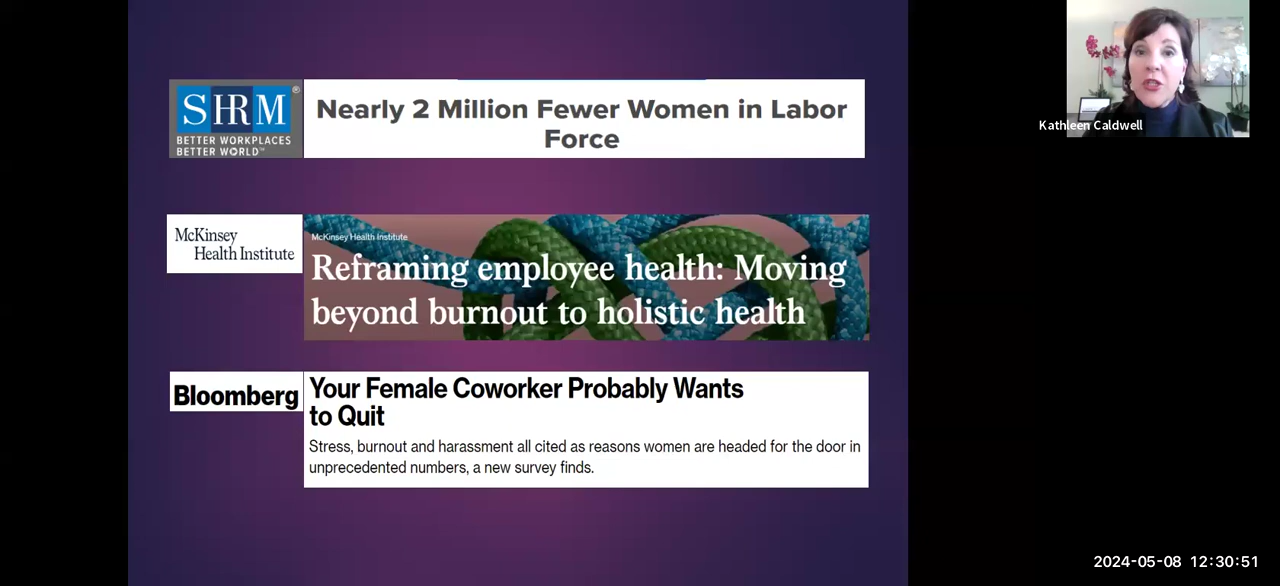 SHRM®
BETTER WORKPLACES
BETTER WORLD™
Nearly 2 Million Fewer Women in Labor
Force
McKinsey
Health Institute
McKinsey Health Institute
Reframing employee health: Moving
beyond burnout to holistic health
Bloomberg
Your Female Coworker Probably Wants
to Quit
Stress, burnout and harassment all cited as reasons women are headed for the door in
unprecedented numbers, a new survey finds.
Kathleen Caldwell
2024-05-08 12:30:51